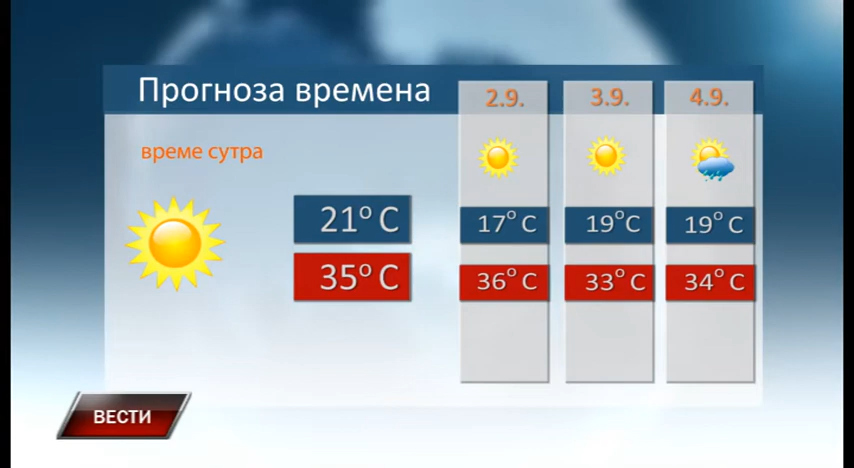 Прогноза времена
време сутра
21° C
35° C
2.9.
17° C
36° C
3.9.
19°C
33° C
4.9.
19° C
34° C
ВЕСТИ